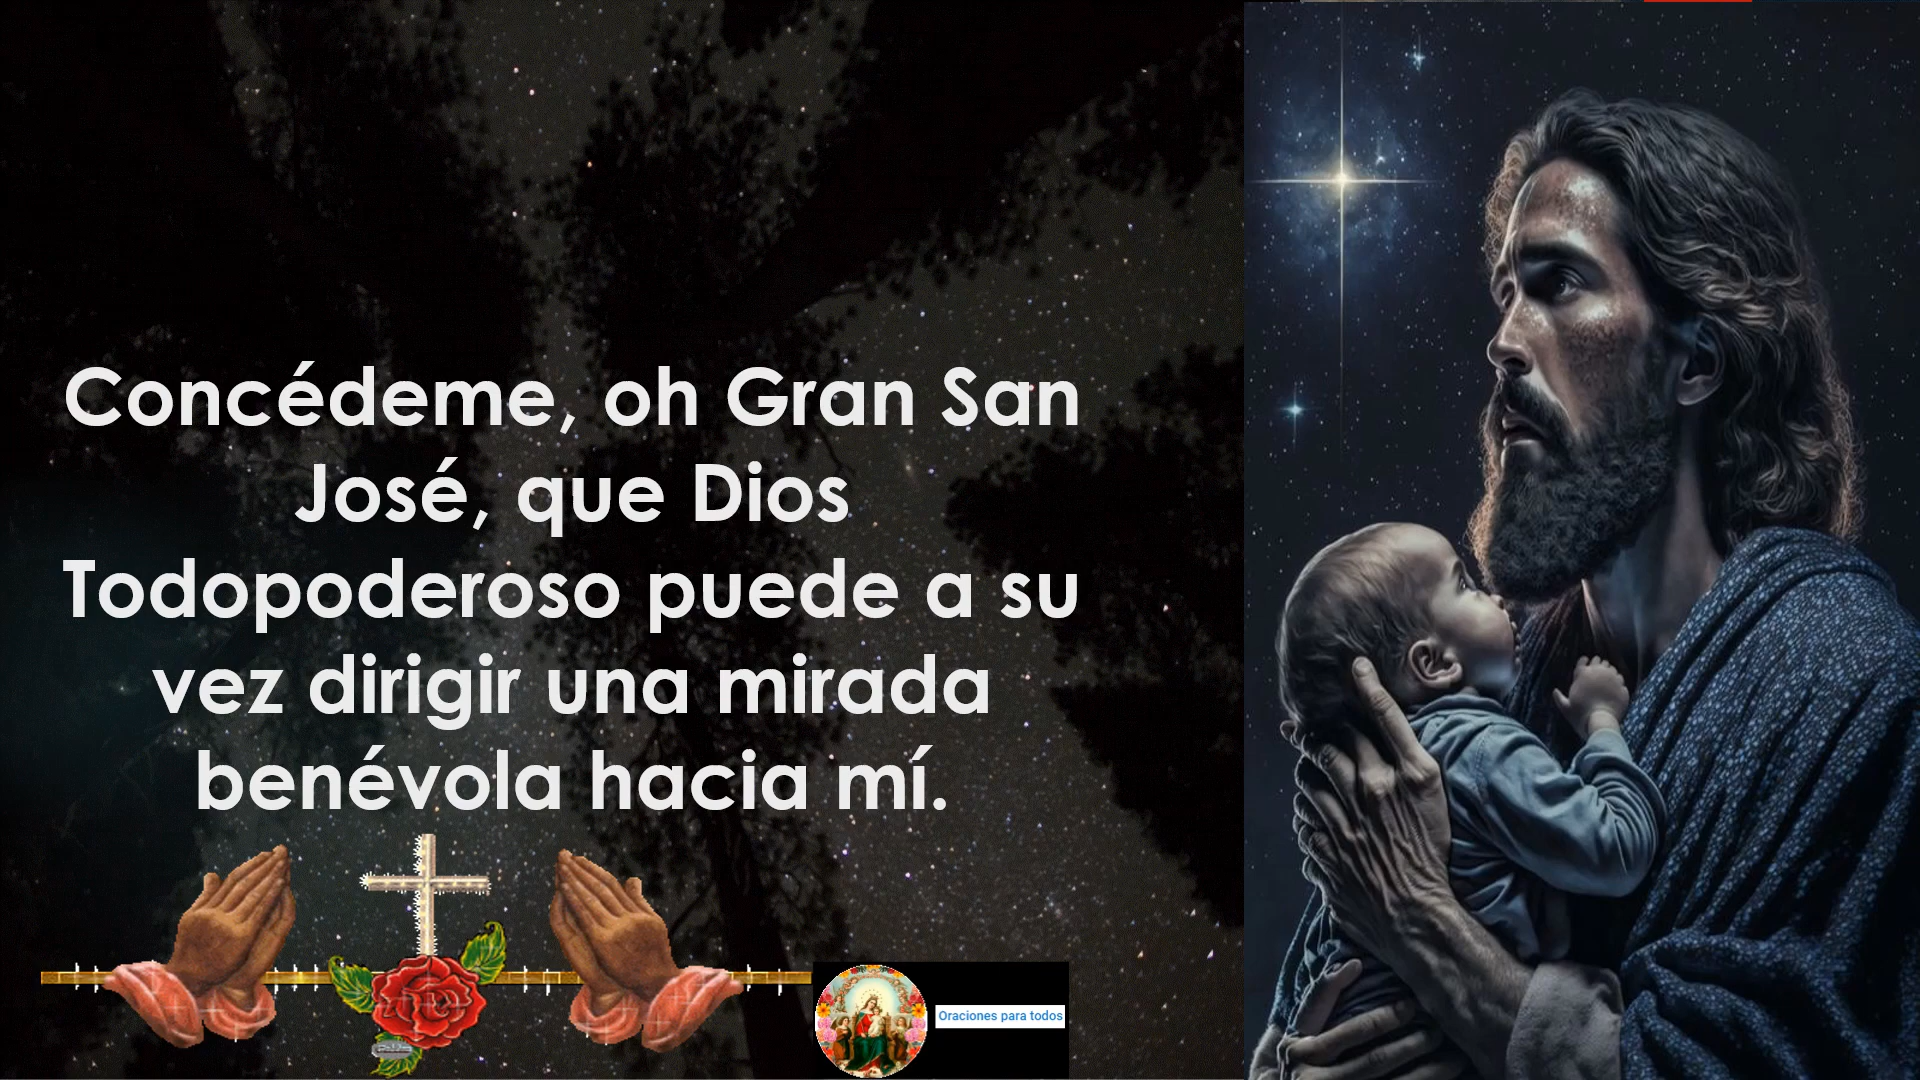 Concédeme, oh Gran San
José, que Dios
Todopoderoso puede a su
vez dirigir una mirada
benévola hacia mí.
Oraciones para todos